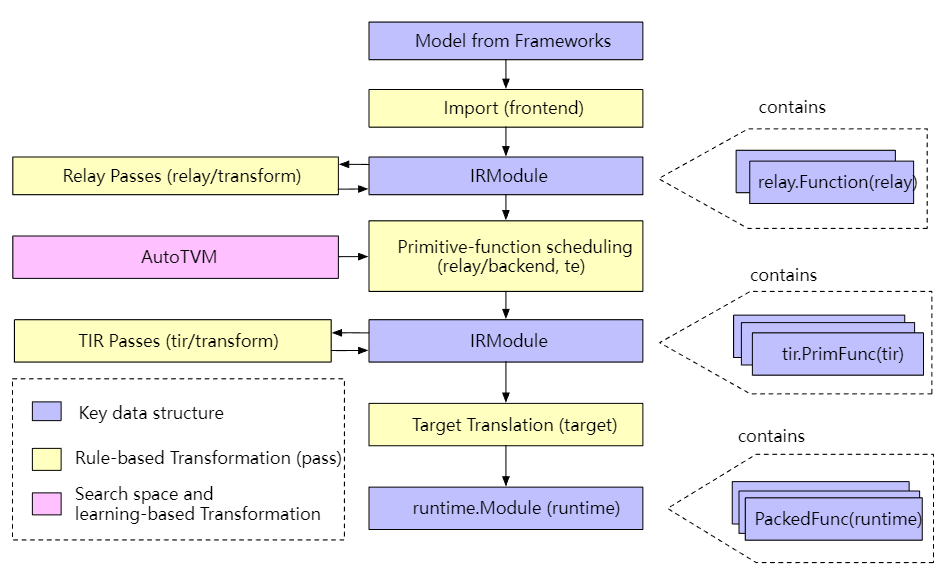 Model from Frameworks
Import (frontend)
contains
Relay Passes (relay/transform)
IRModule
relay.Function(relay)
AutoTVM
Primitive-function scheduling
(relay/backend, te)
contains
TIR Passes (tir/transform)
IRModule
tir.PrimFunc(tir)
Key data structure
Target Translation (target)
contains
Rule-based Transformation (pass)
Search space and
learning-based Transformation
runtime.Module (runtime)
PackedFunc(runtime)